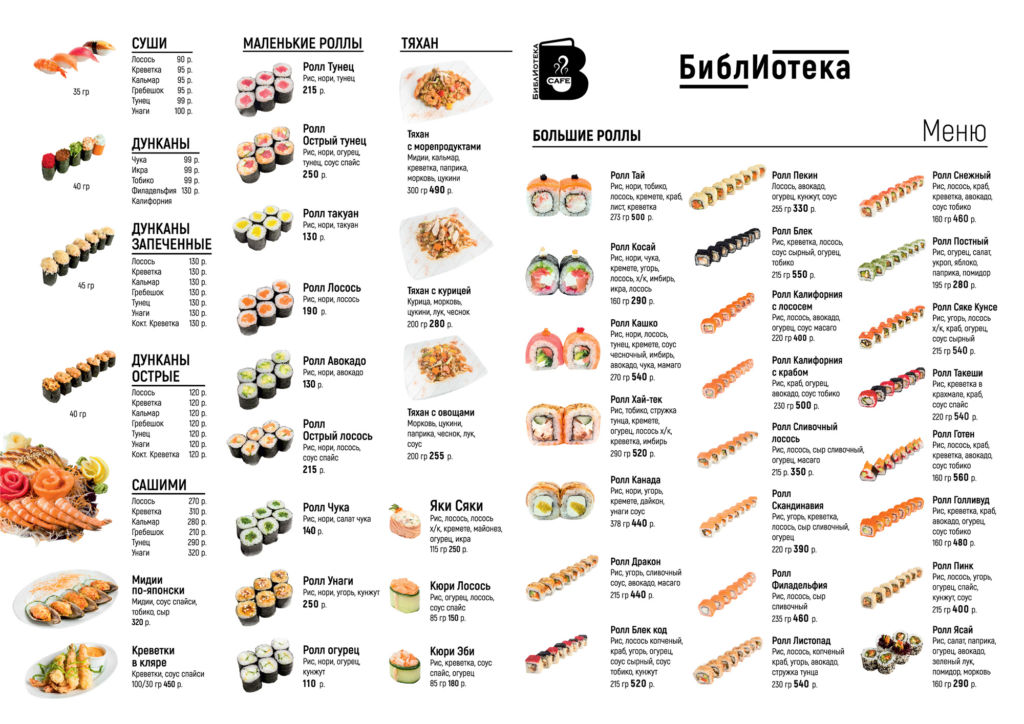 СУШИ
Лосось 90 р.
Креветка 95 р.
Кальмар 95 р.
Гребешок 95 р.
Тунец 99 р.
Унаги 100 р.
35 гр
ДУНКАНЫ
Чука 99 р.
Икра 99 р.
Тобико 99 р.
Филадельфия 130 р.
Калифорния
40 гр
ДУНКАНЫ
ЗАПЕЧЕННЫЕ
Лосось 130 р.
Креветка 130 р.
Кальмар 130 р.
Гребешок 130 р.
Тунец 130 р.
Унаги 130 р.
Кокт. Креветка 130 р.
45 гр
ДУНКАНЫ
ОСТРЫЕ
Лосось 120 р.
Креветка 120 р.
Кальмар 120 р.
Гребешок 120 р.
Тунец 120 р.
Унаги 120 р.
Кокт. Креветка 120 р.
40 гр
САШИМИ
Лосось 270 р.
Креветка 310 р.
Кальмар 280 р.
Гребешок 210 р.
Тунец 290 р.
Унаги 320 р.
Мидии
по-японски
Мидии, соус спайси,
тобико, сыр
320 р.
Креветки
в кляре
Креветки, соус спайси
100/30 гр 450 р.
МАЛЕНЬКИЕ РОЛЛЫ
Ролл Тунец
Рис, нори, тунец
215 р.
Ролл
Острый тунец
Рис, нори, огурец,
тунец, соус спайс
250 р.
Ролл такуан
Рис, нори, такуан
130 р.
Ролл Лосось
Рис, нори, лосось
190 р.
Ролл Авокадо
Рис, нори, авокадо
130 р.
Ролл
Острый лосось
Рис, нори, лосось,
соус спайс
215 р.
Ролл Чука
Рис, нори, салат чука
140 р.
Ролл Унаги
Рис, нори, угорь, кунжут
250 р.
Ролл огурец
Рис, нори, огурец,
кунжут
110 р.
ТЯХАН
Тяхан
с морепродуктами
Мидии, кальмар,
креветка, паприка,
морковь, цукини
300 гр 490 р.
Тяхан с курицей
Курица, морковь,
цукини, лук, чеснок
200 гр 280 р.
Тяхан с овощами
Морковь, цукини,
паприка, чеснок, лук,
соус
200 гр 255 р.
Яки Сяки
Рис, лосось, лосось
х/к, кремете, майонез,
огурец, икра
115 гр 250 р.
Кюри Лосось
Рис, огурец, лосось,
соус спайс
85 гр 150 р.
Кюри Эби
Рис, креветка, соус
спайс, огурец
85 гр 180 р.
БИБЛИОТЕКА
CAFE
БиблИотека
Меню
БОЛЬШИЕ РОЛЛЫ
Ролл Тай
Рис, нори, тобико,
лосось, кремете, краб,
лист, креветка
273 гр 500 р.
Ролл Косай
Рис, нори, чука,
кремете, угорь,
лосось, х/к, имбирь,
икра, лосось
160 гр 290 р.
Ролл Кашко
Рис, нори, лосось,
тунец, кремете, соус
чесночный, имбирь,
авокадо, чука, мамаго
270 гр 540 р.
Ролл Хай-тек
Рис, тобико, стружка
тунца, кремете,
огурец, лосось х/к,
креветка, имбирь
290 гр 520 р.
Ролл Канада
Рис, нори, угорь,
кремете, дайкон,
унаги соус
378 гр 440 р.
Ролл Дракон
Рис, угорь, сливочный
соус, авокадо, масаго
215 гр 440 р.
Ролл Блек код
Рис, лосось копченый,
краб, угорь, огурец,
соус сырный, соус
тобико, кунжут
215 гр 520 р.
Ролл Пекин
Лосось, авокадо,
огурец, кунжут, соус
255 гр 330 р.
Ролл Блек
Рис, креветка, лосось,
соус сырный, огурец,
тобико
215 гр 550 р.
Ролл Калифорния
с лососем
Рис, лосось, авокадо,
огурец, соус масаго
220 гр 400 р.
Ролл Калифорния
с крабом
Рис, краб, огурец,
авокадо, соус тобико
230 гр 500 р.
Ролл Сливочный
лосось
Рис, лосось, сыр сливочный,
огурец, масаго
215 р. 350 р.
Ролл
Скандинавия
Рис, угорь, креветка,
лосось, сыр сливочный,
огурец
220 гр 390 р.
Ролл
Филадельфия
Рис, лосось, сыр
сливочный
235 гр 460 р.
Ролл Листопад
Рис, лосось, копченый
краб, угорь, авокадо,
стружка тунца
230 гр 540 р.
Ролл Снежный
Рис, лосось, краб,
креветка, авокадо,
соус тобико
160 гр 460 р.
Ролл Постный
Рис, огурец, салат,
укроп, яблоко,
паприка, помидор
195 гр 280 р.
Ролл Сяке Кунсе
Рис, угорь, лосось
х/к, краб, огурец,
соус сырный
215 гр 540 р.
Ролл Такеши
Рис, креветка в
крахмале, краб,
соус спайс
220 гр 540 р.
Ролл Готен
Рис, лосось, краб,
креветка, авокадо,
соус тобико
160 гр 560 р.
Ролл Голливуд
Рис, креветка, краб,
авокадо, огурец,
соус тобико
160 гр 480 р.
Ролл Пинк
Рис, лосось, угорь,
огурец, спайс,
кунжут, соус
215 гр 400 р.
Ролл Ясай
Рис, салат, паприка,
огурец, авокадо,
зеленый лук,
помидор, морковь
160 гр 290 р.